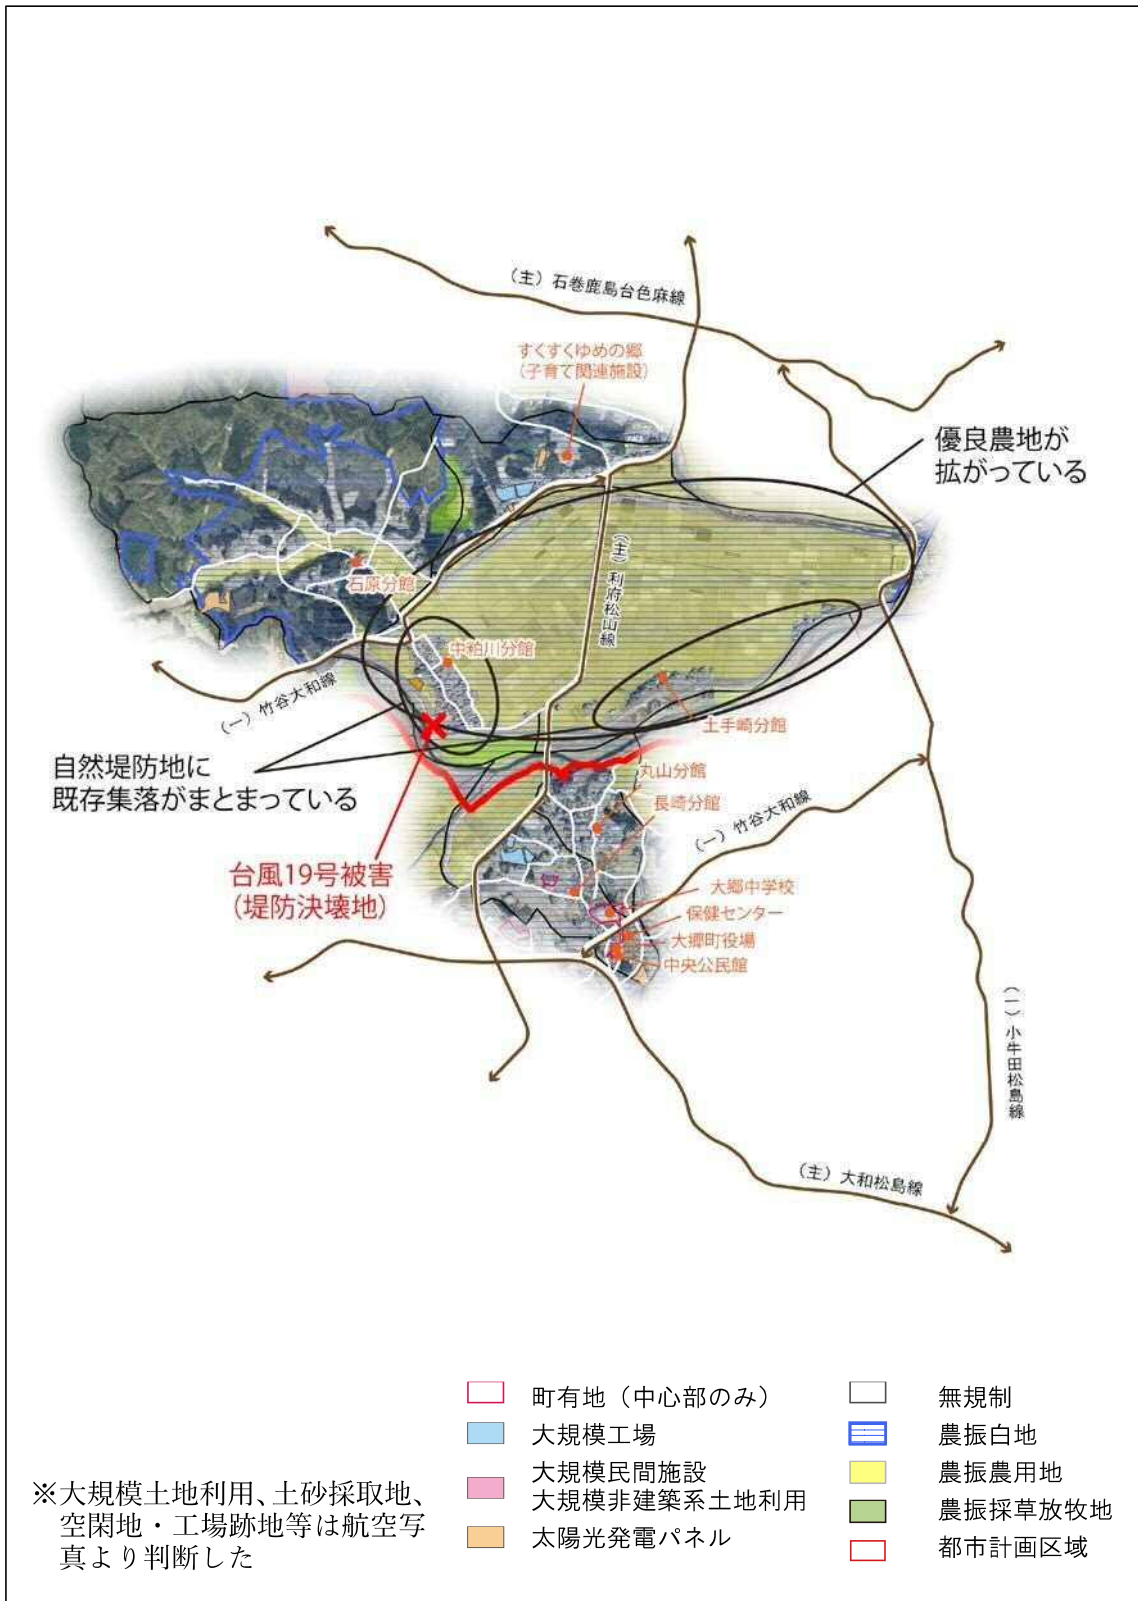 (主) 石巻鹿島台色麻線
すくすくゆめの郷
(子育て関連施設)
優良農地が
拡がっている
(主) 利府松山線
石原分館
中粕川分館
(一) 竹谷大和線
土手崎分館
自然堤防地に
既存集落がまとまっている
丸山分館
長崎分館
(一) 竹谷大和線
台風19号被害
(堤防決壊地)
大郷中学校
保健センター
大郷町役場
中央公民館
(一) 小牛田松島線
(主) 大和松島線
町有地（中心部のみ）
大規模工場
大規模民間施設
大規模非建築系土地利用
太陽光発電パネル
無規制
農振白地
農振農用地
農振採草放牧地
都市計画区域
※大規模土地利用、土砂採取地、
空閑地・工場跡地等は航空写
真より判断した